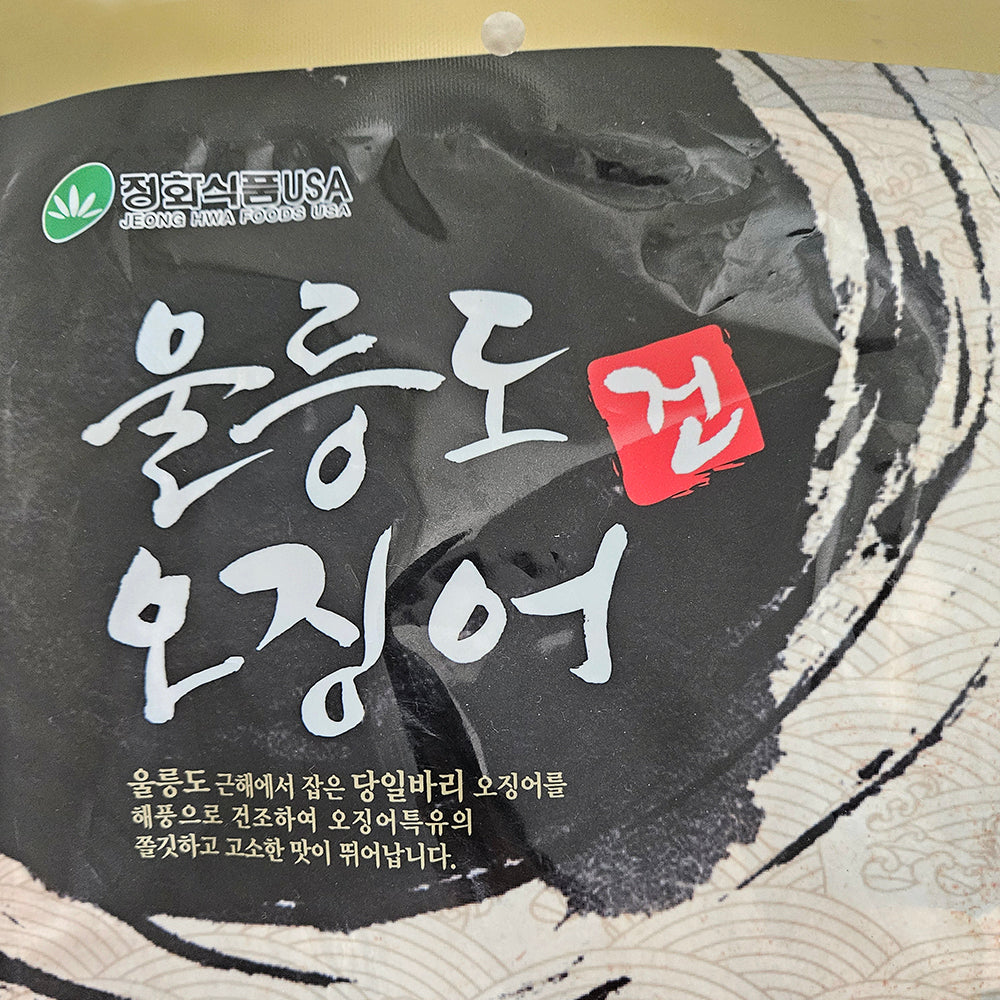 정화식품USA
JEONG HWA FOODS USA
울릉도 건
오징어
울릉도 근해에서 잡은 당일바리 오징어를
해풍으로 건조하여 오징어특유의
쫄깃하고 고소한 맛이 뛰어납니다.